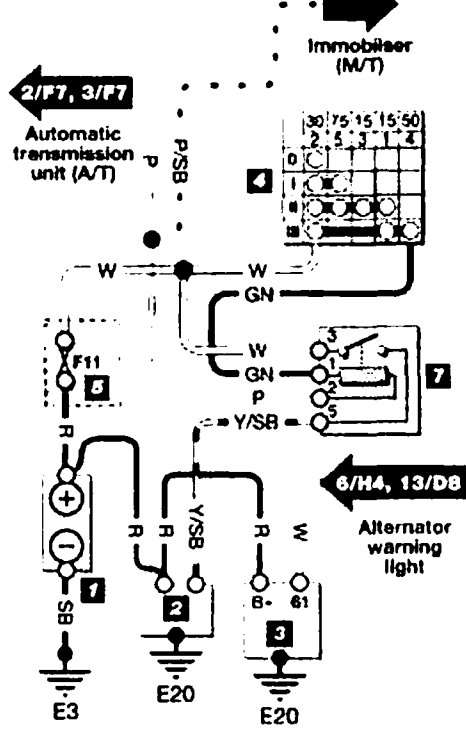 Immobiliser
(M/T)
2/F7, 3/F7
Automatic
transmission
unit (A/T)
P
P/SB
30 75 15 15 50
2 5 3 1 4
0
I
II
III
4
W
W
GN
F11
5
W
GN
P
Y/SB
3
1
2
5
7
R
6/H4, 13/D8
Alternator
warning
light
+
−
1
SB
R
R
Y/SB
R
W
2
B+
61
3
E3
E20
E20